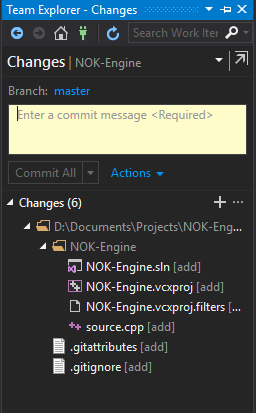 Team Explorer - Changes
Search Work Iter
Changes | NOK-Engine
Branch: master
Enter a commit message <Required>
Commit All
Actions
Changes (6)
D:\Documents\Projects\NOK-Eng...
NOK-Engine
NOK-Engine.sln [add]
NOK-Engine.vcxproj [add]
NOK-Engine.vcxproj.filters [...
source.cpp [add]
.gitattributes [add]
.gitignore [add]